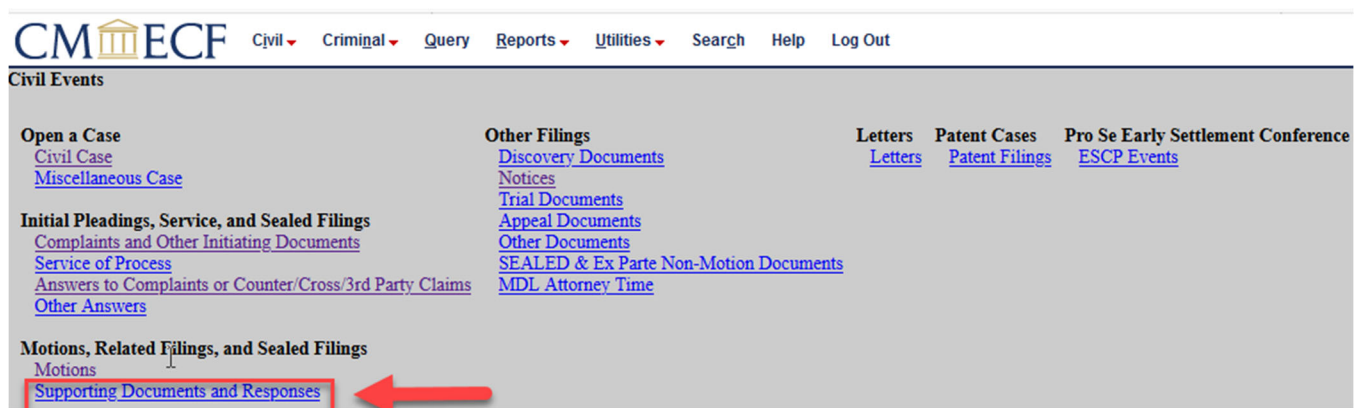 CM ECF Civil Criminal Query Reports Utilities Search Help Log Out
Civil Events
Open a Case
Civil Case
Miscellaneous Case
Initial Pleadings, Service, and Sealed Filings
Complaints and Other Initiating Documents
Service of Process
Answers to Complaints or Counter/Cross/3rd Party Claims
Other Answers
Motions, Related Filings, and Sealed Filings
Motions
Supporting Documents and Responses
Other Filings
Discovery Documents
Notices
Trial Documents
Appeal Documents
Other Documents
SEALED & Ex Parte Non-Motion Documents
MDL Attorney Time
Letters
Letters
Patent Cases
Patent Filings
Pro Se Early Settlement Conference
ESCP Events